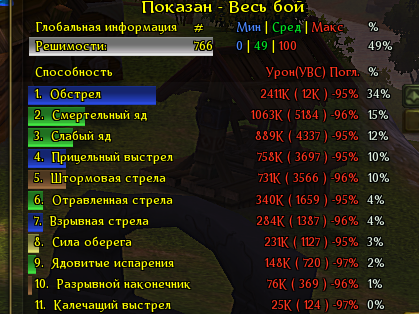 Показан - Весь бой
Глобальная информация # Мин | Сред | Макс %
Решимости: 766 0 | 49 | 100 49%
Способность Урон(УВС) Погл. %
1. Обстрел 2411K ( 12K ) -95% 34%
2. Смертельный яд 1063K ( 5184 ) -96% 15%
3. Слабый яд 889K ( 4337 ) -95% 12%
4. Прицельный выстрел 758K ( 3697 ) -95% 10%
5. Штормовая стрела 731K ( 3566 ) -96% 10%
6. Отравленная стрела 340K ( 1659 ) -95% 4%
7. Взрывная стрела 284K ( 1387 ) -96% 4%
8. Сила оберега 231K ( 1127 ) -95% 3%
9. Ядовитые испарения 148K ( 720 ) -97% 2%
10. Разрывной наконечник 76K ( 369 ) -96% 1%
11. Калечащий выстрел 25K ( 124 ) -97% 0%